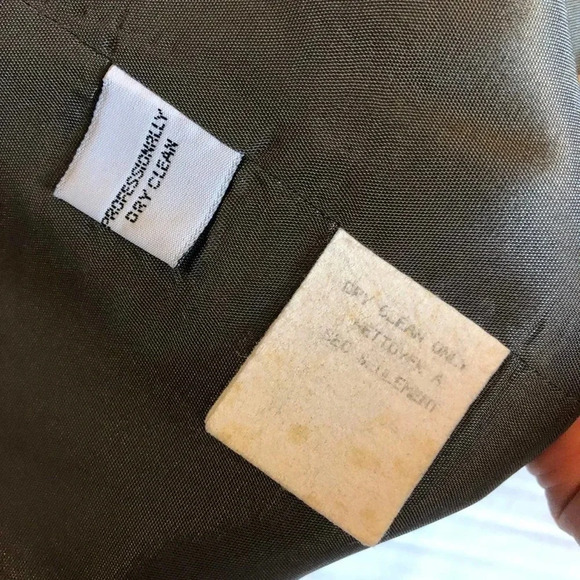 PROFESSIONALLY
DRY CLEAN
DRY CLEAN ONLY
NETTOYER A
SEC SEULEMENT